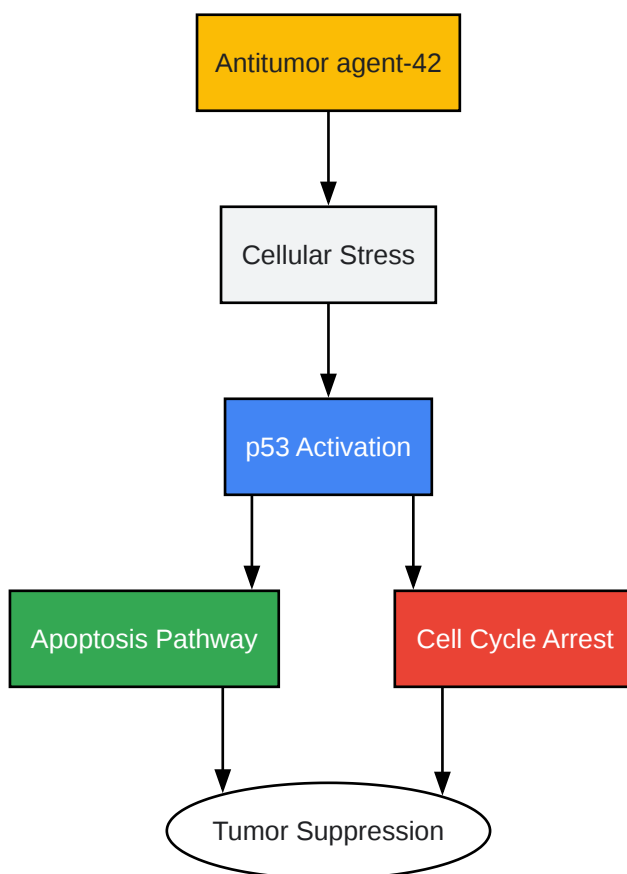 Antitumor agent-42
Cellular Stress
p53 Activation
Apoptosis Pathway
Cell Cycle Arrest
Tumor Suppression